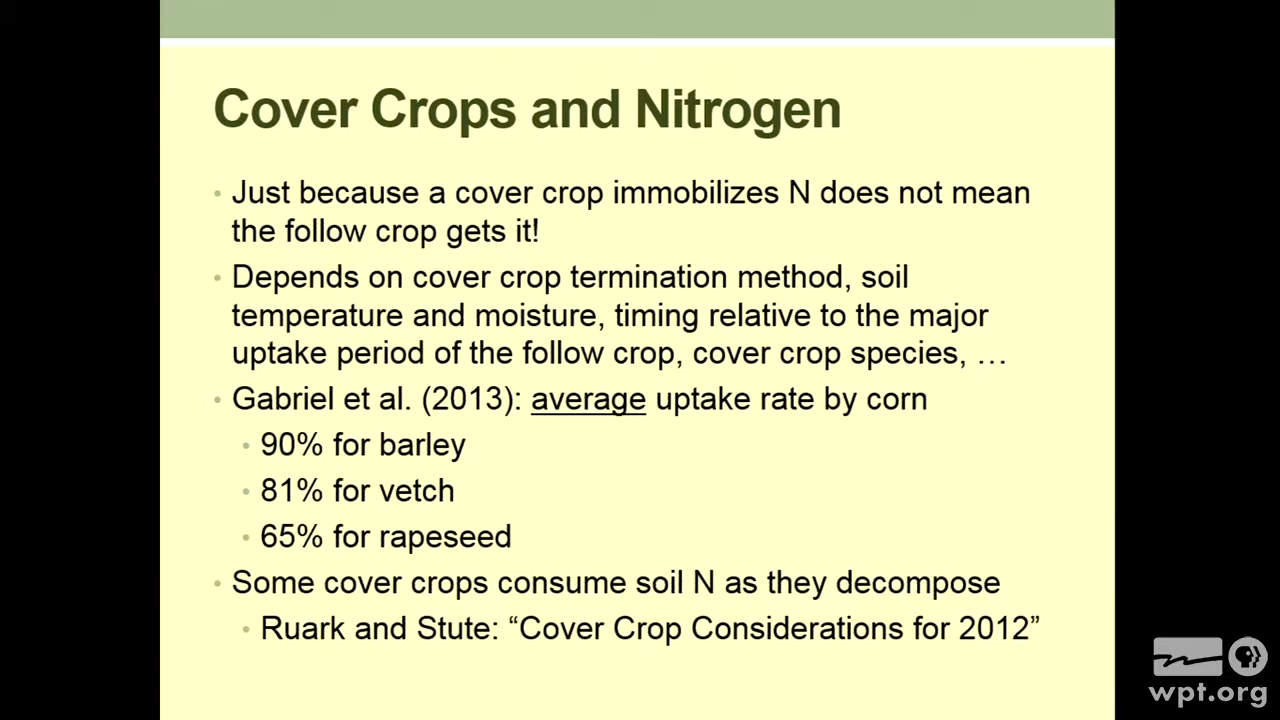 Cover Crops and Nitrogen
• Just because a cover crop immobilizes N does not mean
the follow crop gets it!
• Depends on cover crop termination method, soil
temperature and moisture, timing relative to the major
uptake period of the follow crop, cover crop species, …
• Gabriel et al. (2013): average uptake rate by corn
• 90% for barley
• 81% for vetch
• 65% for rapeseed
• Some cover crops consume soil N as they decompose
• Ruark and Stute: “Cover Crop Considerations for 2012”
wpt.org